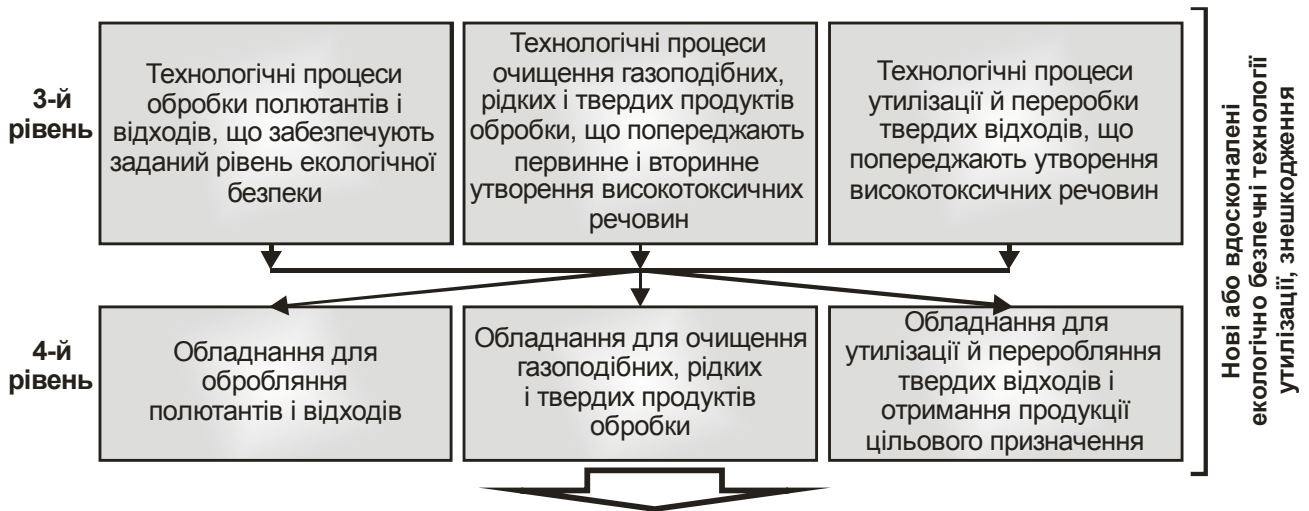 3-й
рівень
Технологічні процеси
обробки полютантів і
відходів, що забезпечують
заданий рівень екологічної
безпеки
Технологічні процеси
очищення газоподібних,
рідких і твердих продуктів
обробки, що попереджають
первинне і вторинне
утворення високотоксичних
речовин
Технологічні процеси
утилізації й переробки
твердих відходів, що
попереджають утворення
високотоксичних речовин
4-й
рівень
Обладнання для
обробляння
полютантів і відходів
Обладнання для очищення
газоподібних, рідких
і твердих продуктів
обробки
Обладнання для
утилізації й переробляння
твердих відходів і
отримання продукції
цільового призначення
Нові або вдосконалені
екологічно безпечні технології
утилізації, знешкодження